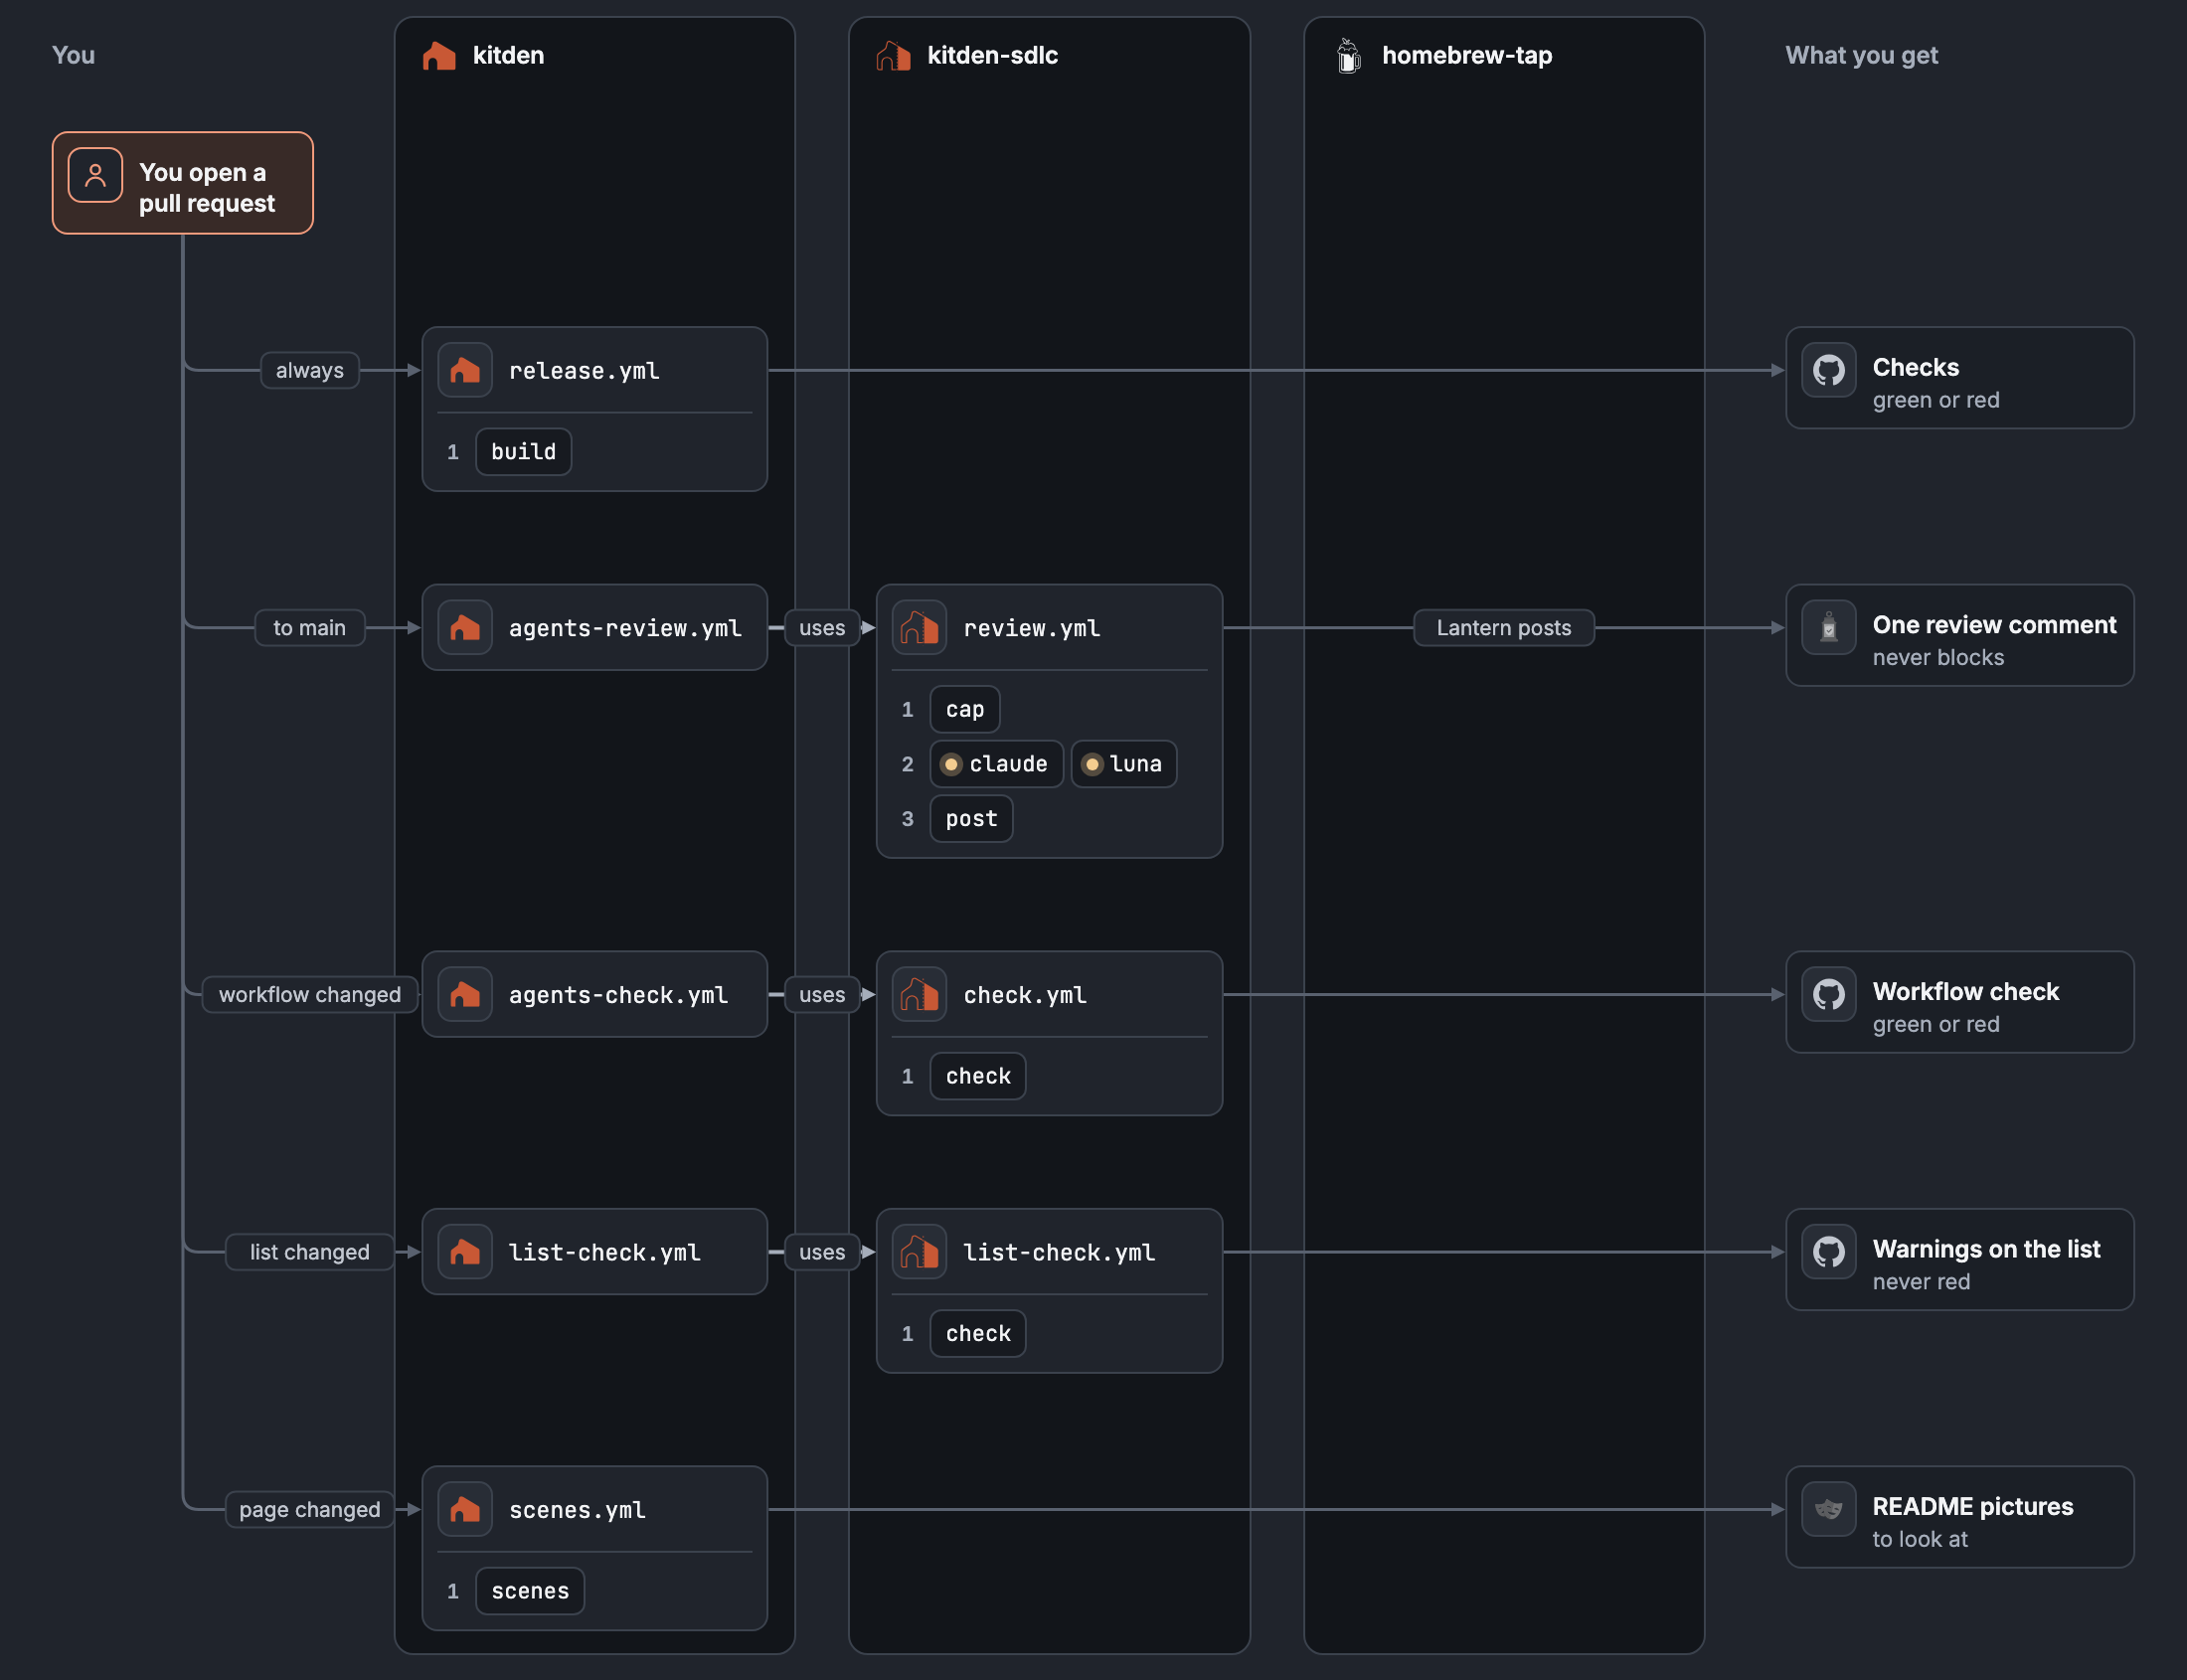 You
kitden
kitden-sdlc
homebrew-tap
What you get
You open a
pull request
always
release.yml
1 build
Checks
green or red
to main
agents-review.yml
uses
review.yml
1 cap
2 claude luna
3 post
Lantern posts
One review comment
never blocks
workflow changed
agents-check.yml
uses
check.yml
1 check
Workflow check
green or red
list changed
list-check.yml
uses
list-check.yml
1 check
Warnings on the list
never red
page changed
scenes.yml
1 scenes
README pictures
to look at